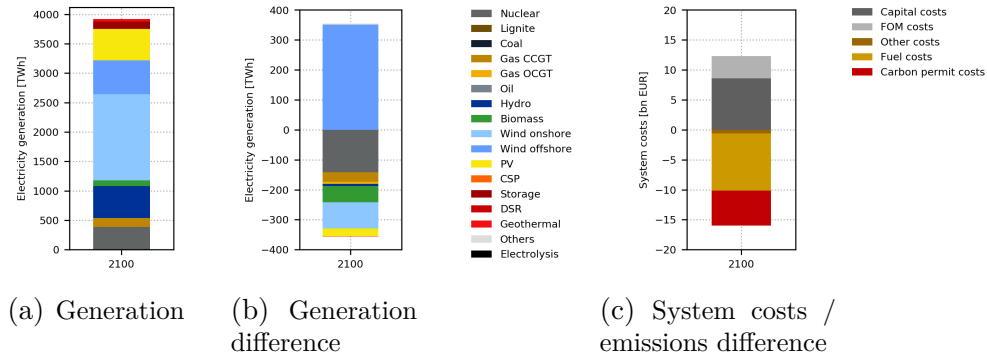 Electricity generation [TWh]
4000
3500
3000
2500
2000
1500
1000
500
0
2100
Electricity generation [TWh]
400
300
200
100
0
−100
−200
−300
−400
2100
Nuclear
Lignite
Coal
Gas CCGT
Gas OCGT
Oil
Hydro
Biomass
Wind onshore
Wind offshore
PV
CSP
Storage
DSR
Geothermal
Others
Electrolysis
System costs [bn EUR]
20
15
10
5
0
−5
−10
−15
−20
2100
Capital costs
FOM costs
Other costs
Fuel costs
Carbon permit costs
(a) Generation
(b) Generation
difference
(c) System costs /
emissions difference